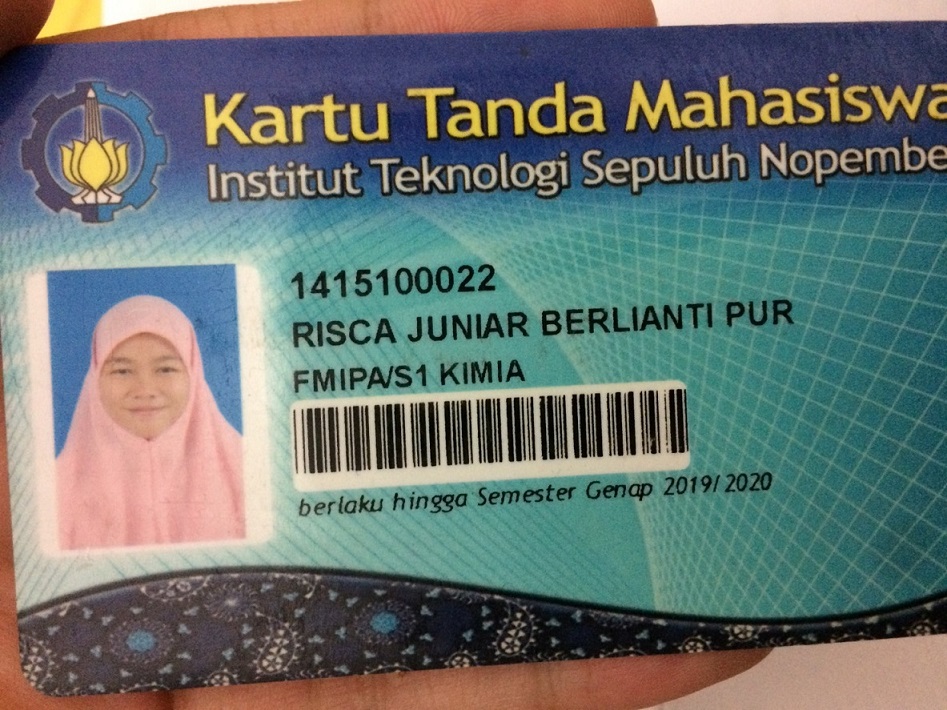 Kartu Tanda Mahasiswa
Institut Teknologi Sepuluh Nopembe
1415100022
RISCA JUNIAR BERLIANTI PUR
FMIPA/S1 KIMIA
berlaku hingga Semester Genap 2019/2020